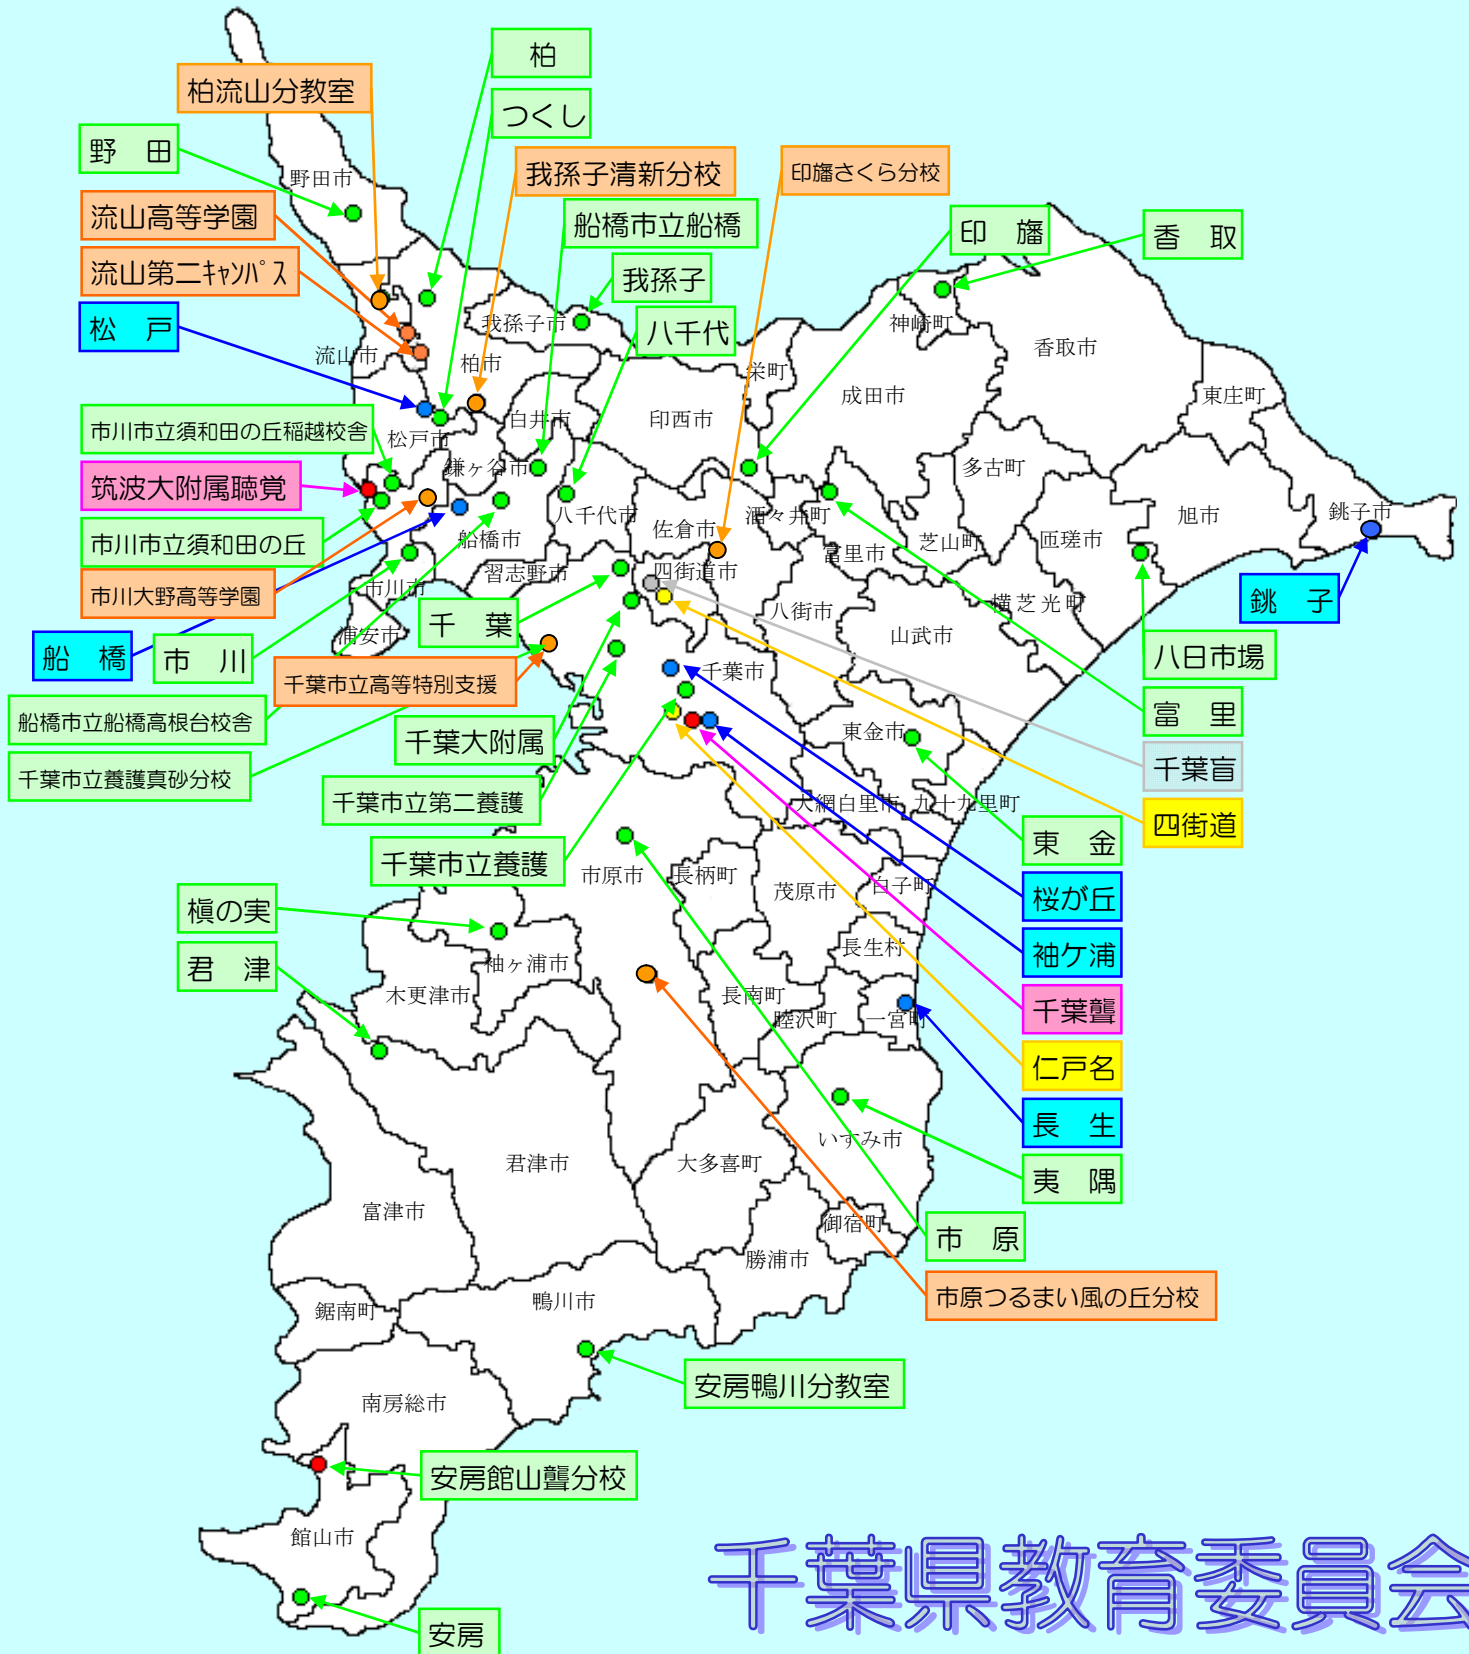 柏
柏流山分教室
つくし
野　田
我孫子清新分校
印旛さくら分校
野田市
流山高等学園
船橋市立船橋
印　旛
香　取
流山第二キャンパス
我孫子
松　戸
我孫子市
八千代
神崎町
流山市
柏市
香取市
栄町
成田市
東庄町
市川市立須和田の丘稲越校舎
松戸市
白井市
印西市
鎌ヶ谷市
多古町
筑波大附属聴覚
八千代市
佐倉市
酒々井町
旭市
銚子市
市川市立須和田の丘
船橋市
富里市
芝山町
匝瑳市
習志野市
四街道市
市川市
市川大野高等学園
千　葉
八街市
横芝光町
銚　子
浦安市
山武市
船　橋
市　川
八日市場
千葉市
千葉市立高等特別支援
船橋市立船橋高根台校舎
千葉大附属
東金市
富　里
千葉盲
千葉市立養護真砂分校
千葉市立第二養護
大網白里市
九十九里町
四街道
千葉市立養護
東　金
市原市
長柄町
茂原市
白子町
桜が丘
槇の実
長生村
袖ケ浦
君　津
袖ヶ浦市
木更津市
長南町
睦沢町
一宮町
千葉聾
仁戸名
長　生
いすみ市
君津市
大多喜町
夷　隅
富津市
御宿町
市　原
勝浦市
鋸南町
鴨川市
市原つるまい風の丘分校
安房鴨川分教室
南房総市
安房館山聾分校
館山市
千葉県教育委員会
安房